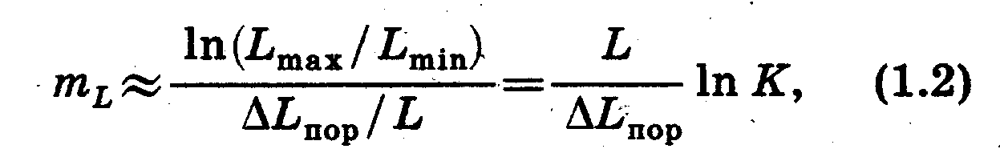 m_L ≈ ln(L_max / L_min) / (ΔL_пор / L) = L / ΔL_пор ln K, (1.2)